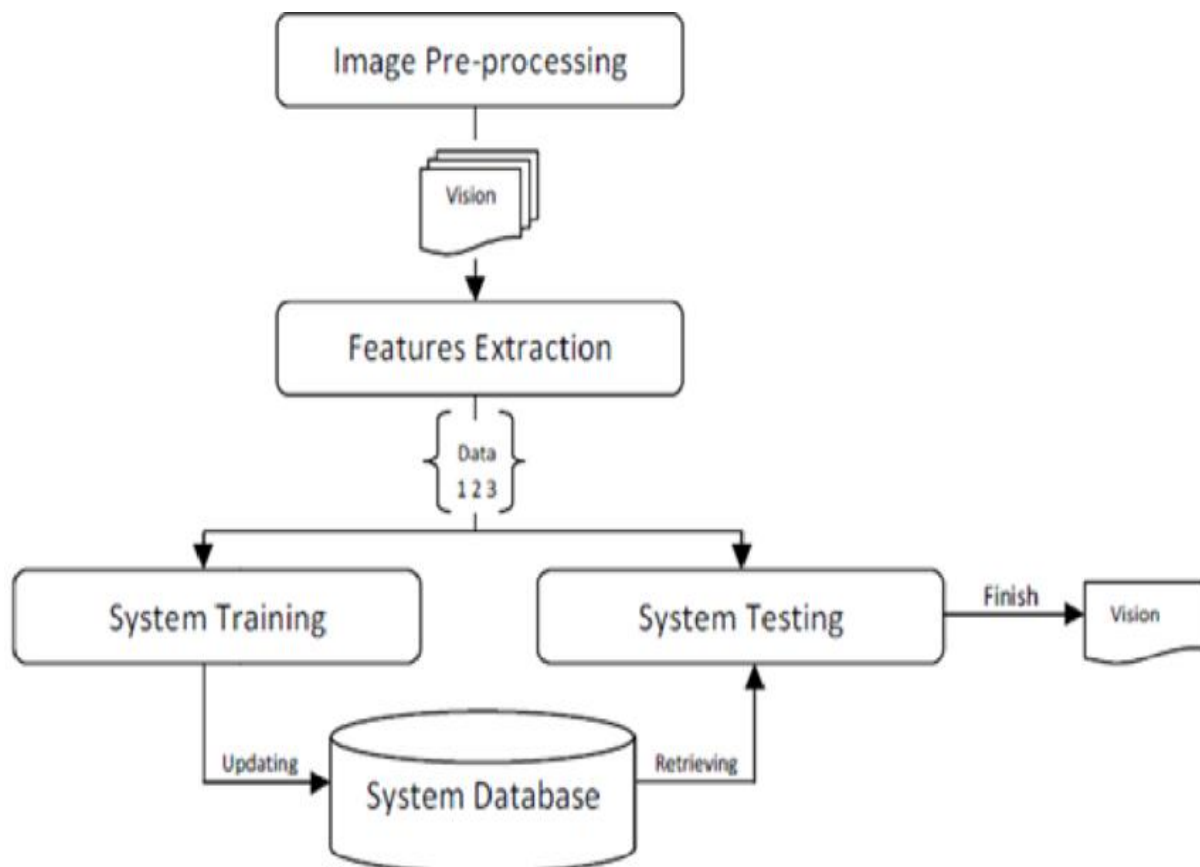 Image Pre-processing
Vision
Features Extraction
Data
1 2 3
System Training
System Testing
Finish
Vision
Updating
System Database
Retrieving